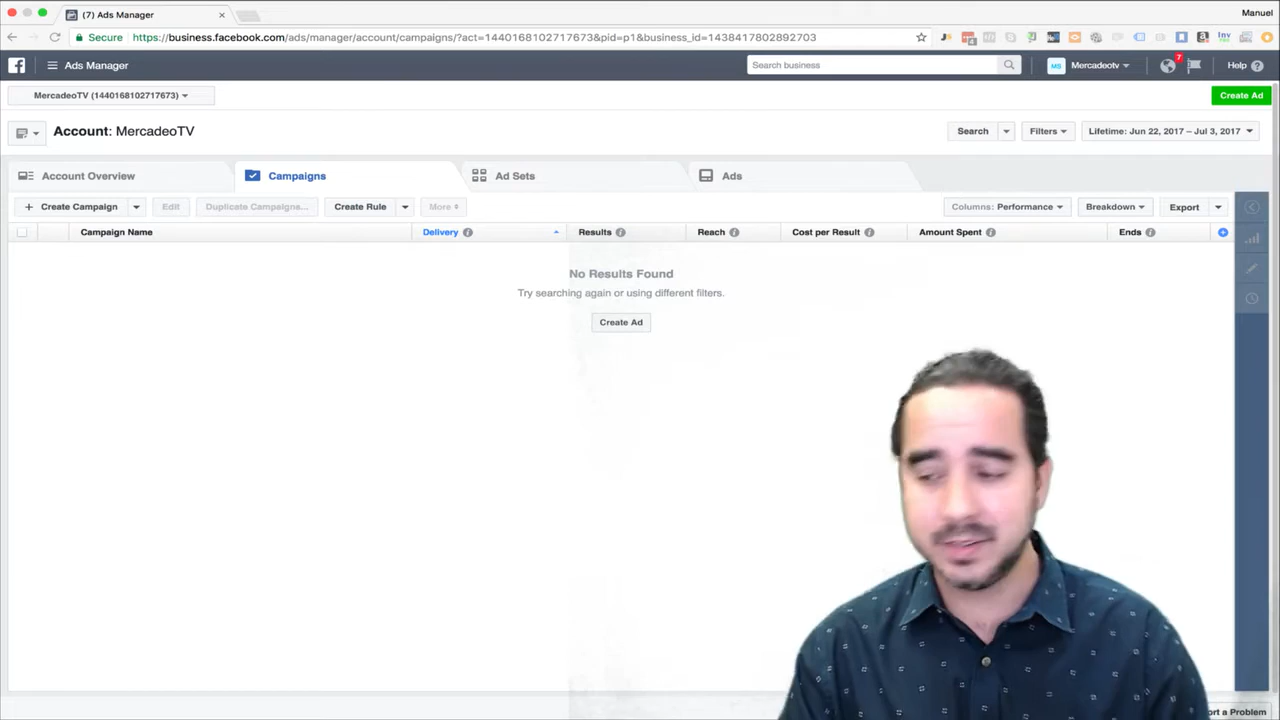 (7) Ads Manager
Manuel
Secure https://business.facebook.com/ads/manager/account/campaigns/?act=1440168102717673&pid=p1&business_id=1438417802892703
Ads Manager
Search business
MS Mercadeotv
7
Help
MercadeoTV (1440168102717673)
Create Ad
Account: MercadeoTV
Search
Filters
Lifetime: Jun 22, 2017 – Jul 3, 2017
Account Overview
Campaigns
Ad Sets
Ads
+ Create Campaign
Edit
Duplicate Campaigns...
Create Rule
More
Columns: Performance
Breakdown
Export
Campaign Name
Delivery
Results
Reach
Cost per Result
Amount Spent
Ends
No Results Found
Try searching again or using different filters.
Create Ad
ort a Problem